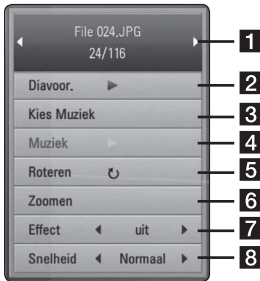 File 024.JPG
1
24/116
Diavoor.
2
Kies Muziek
3
Muziek
4
Roteren
5
Zoomen
6
Effect uit
7
Snelheid Normaal
8